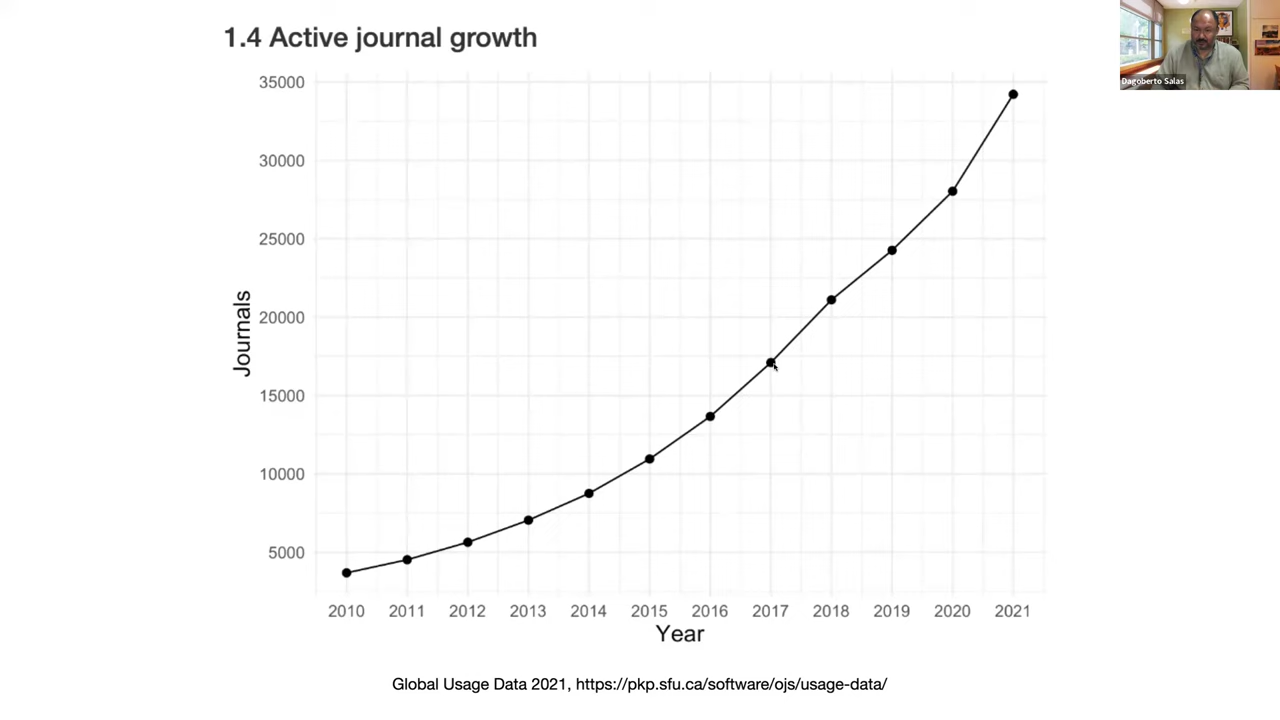 1.4 Active journal growth
Dagoberto Salas
35000
30000
25000
20000
15000
10000
5000
Journals
2010 2011 2012 2013 2014 2015 2016 2017 2018 2019 2020 2021
Year
Global Usage Data 2021, https://pkp.sfu.ca/software/ojs/usage-data/